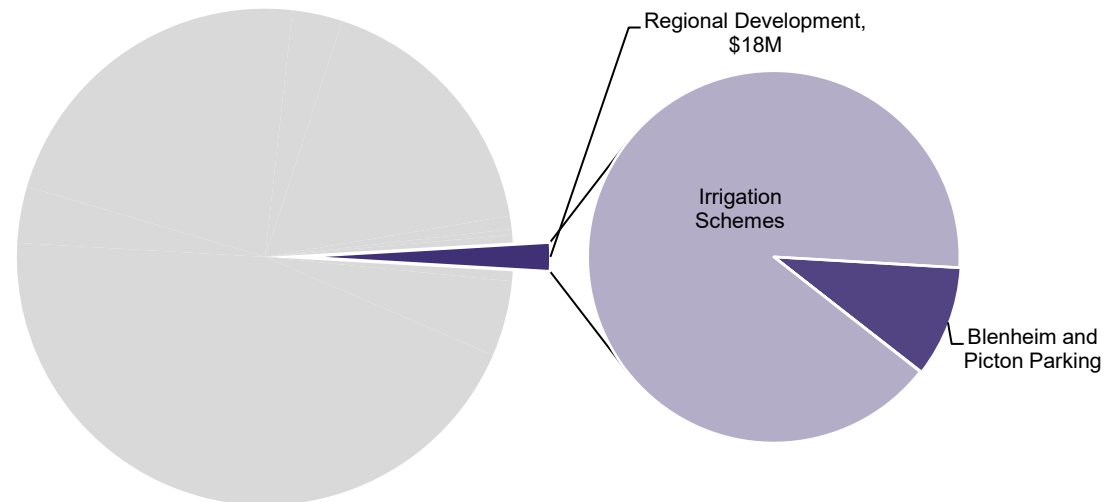 Regional Development,
$18M
Irrigation
Schemes
Blenheim and
Picton Parking